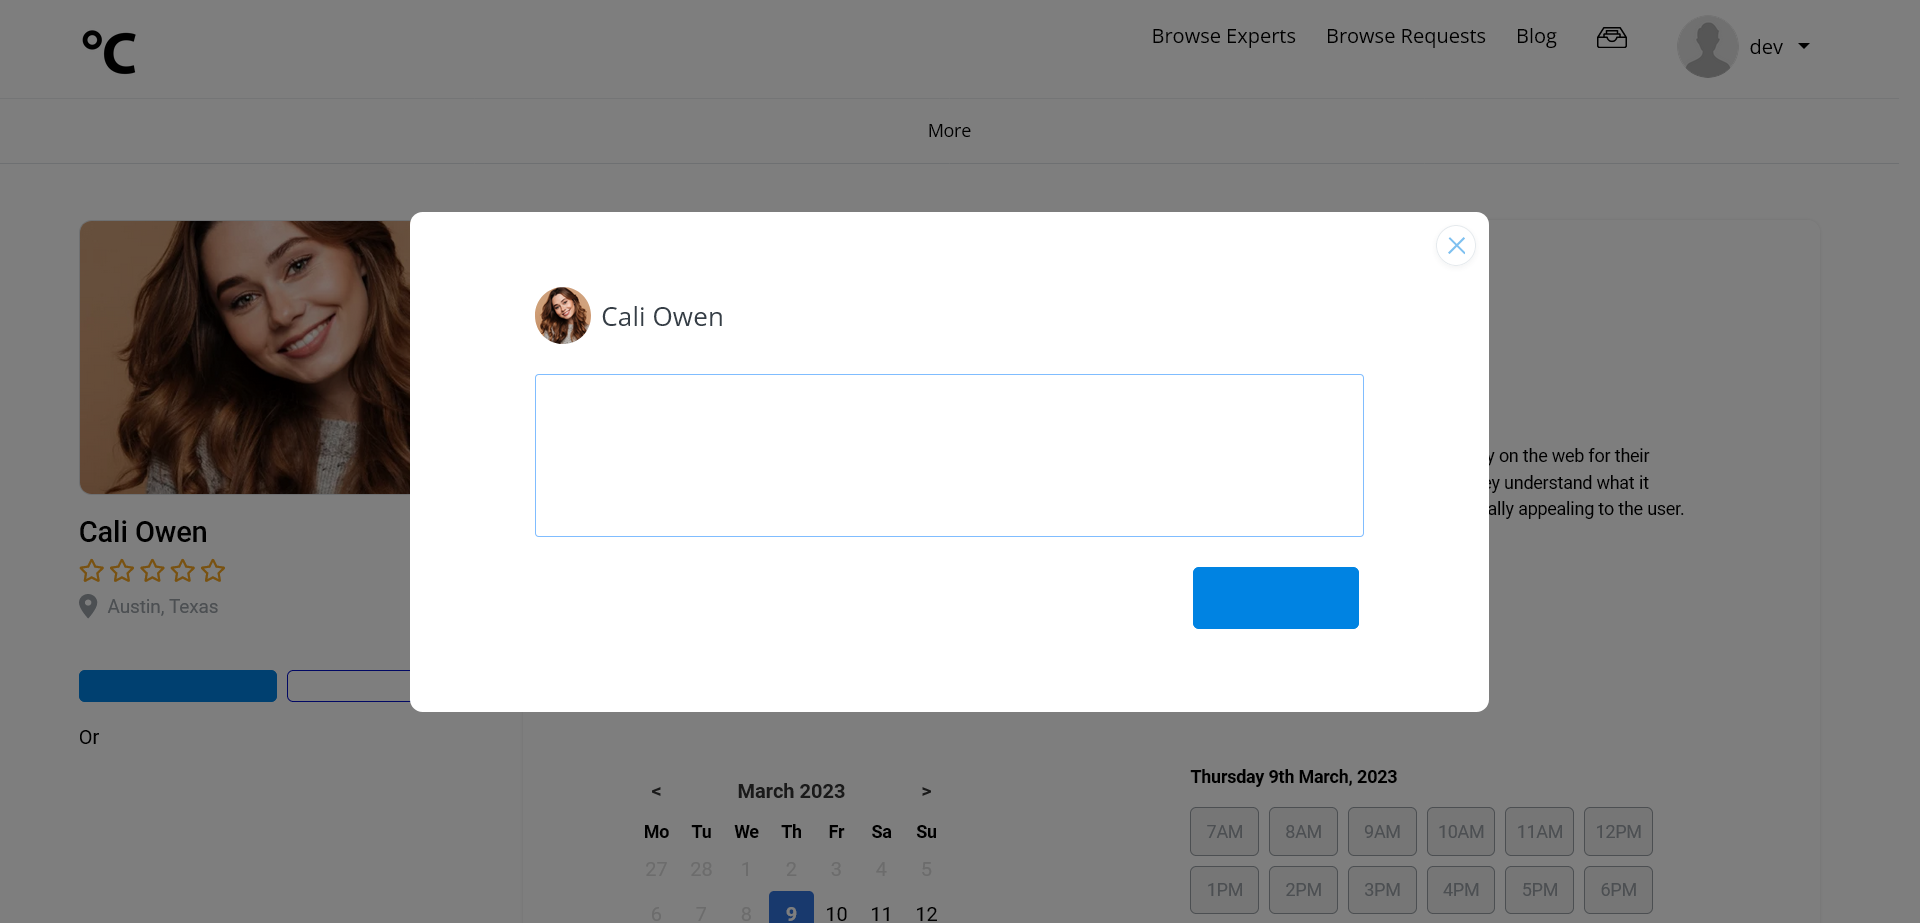 °C
Browse Experts Browse Requests Blog dev
More
Cali Owen
y on the web for their
ey understand what it
ally appealing to the user.
Cali Owen
Austin, Texas
Or
< March 2023 >
Mo Tu We Th Fr Sa Su
27 28 1 2 3 4 5
6 7 8 9 10 11 12
Thursday 9th March, 2023
7AM 8AM 9AM 10AM 11AM 12PM
1PM 2PM 3PM 4PM 5PM 6PM